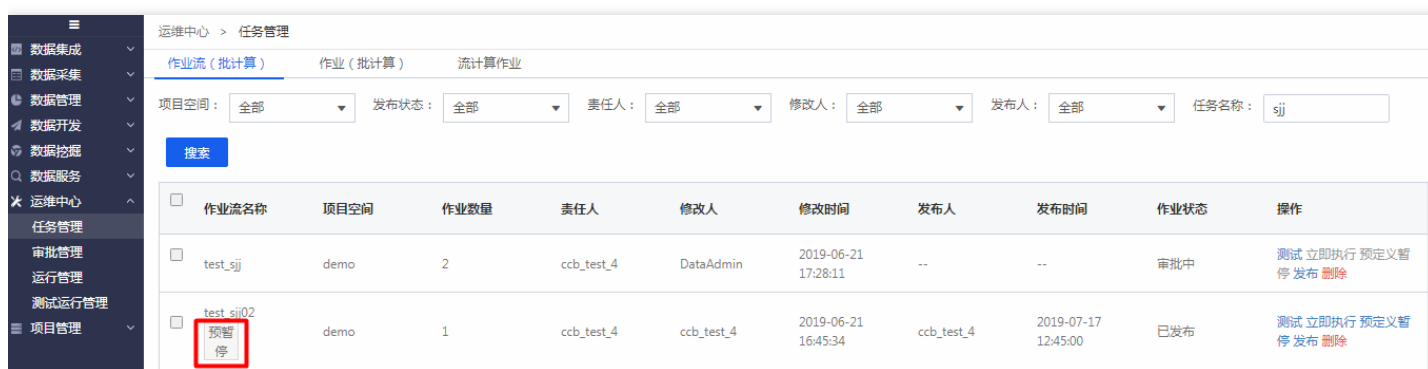 运维中心 > 任务管理
数据集成
数据采集
数据管理
数据开发
数据挖掘
数据服务
运维中心
任务管理
审批管理
运行管理
测试运行管理
项目管理
作业流（批计算）	作业（批计算）	流计算作业
项目空间： 全部 发布状态： 全部 责任人： 全部 修改人： 全部 发布人： 全部 任务名称： sjj
搜索
作业流名称 项目空间 作业数量 责任人 修改人 修改时间 发布人 发布时间 作业状态 操作
test_sjj demo 2 ccb_test_4 DataAdmin 2019-06-21 -- -- 审批中 测试 立即执行 预定义暂
17:28:11 停 发布 删除
test_sjj02
预暂 demo 1 ccb_test_4 ccb_test_4 2019-06-21 ccb_test_4 2019-07-17 已发布 测试 立即执行 预定义暂
停 16:45:34 12:45:00 停 发布 删除